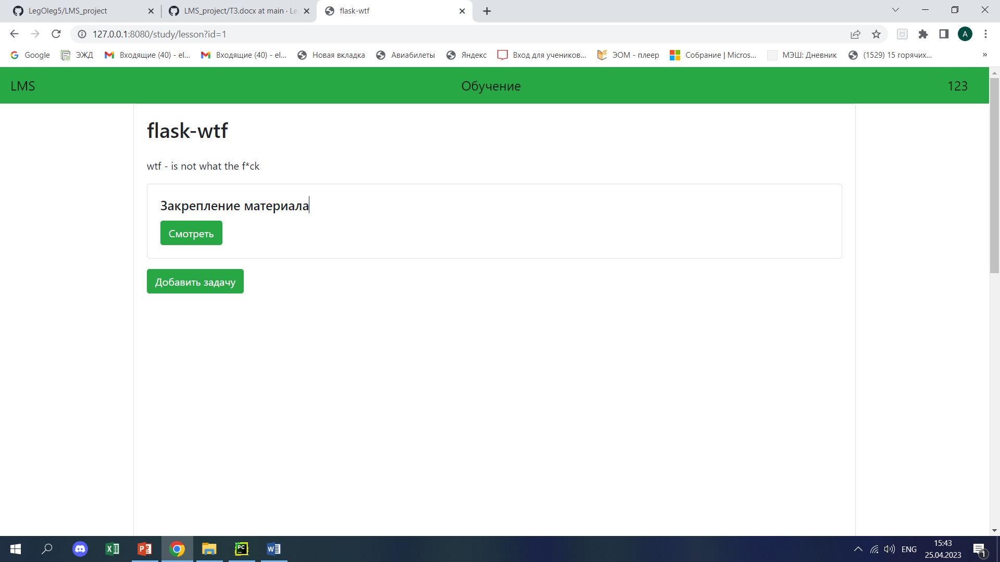 LegOleg5/LMS_project
LMS_project/ТЗ.docx at main · Le
flask-wtf
127.0.0.1:8080/study/lesson?id=1
A
Google
ЭЖД
Входящие (40) - el...
Входящие (40) - el...
Новая вкладка
Авиабилеты
Яндекс
Вход для учеников...
ЭОМ - плеер
Собрание | Micros...
МЭШ: Дневник
(1529) 15 горячих...
»
LMS
Обучение
123
flask-wtf
wtf - is not what the f*ck
Закрепление материала
Смотреть
Добавить задачу
PC
ENG
15:43
25.04.2023
1